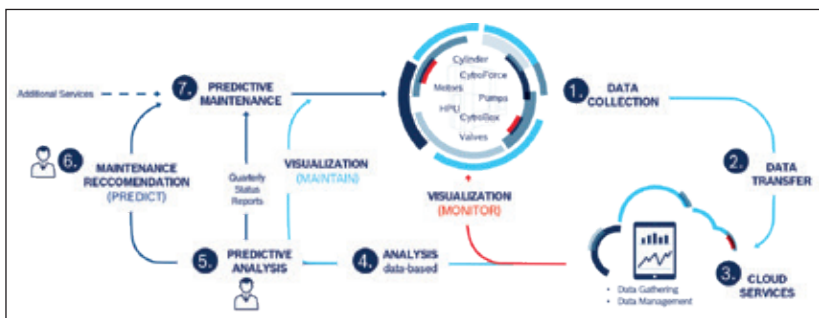 Additional Services
7.
PREDICTIVE
MAINTENANCE
Cylinder
CyboForce
Motors
Pumps
HPU
CyboBox
Valves
1.
DATA
COLLECTION
2.
DATA
TRANSFER
6.
MAINTENANCE
RECCOMENDATION
(PREDICT)
Quarterly
Status
Reports
VISUALIZATION
(MAINTAIN)
VISUALIZATION
(MONITOR)
5.
PREDICTIVE
ANALYSIS
4.
ANALYSIS
data-based
3.
CLOUD
SERVICES
• Data Gathering
• Data Management